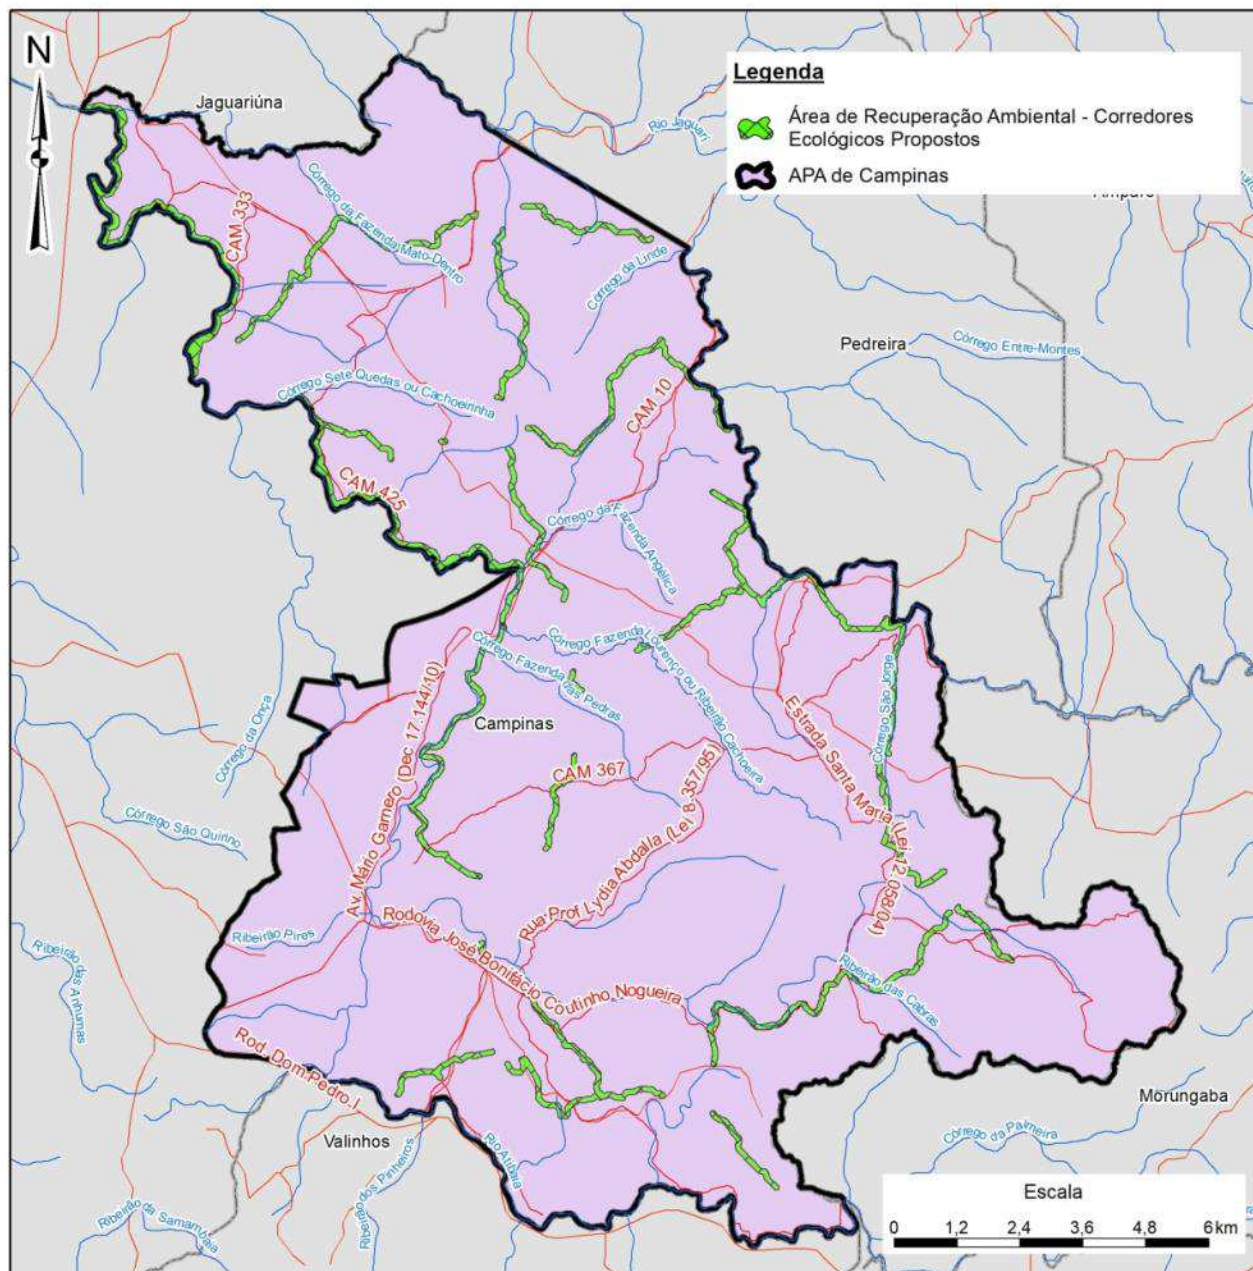 N
Legenda
Área de Recuperação Ambiental - Corredores
Ecológicos Propostos
APA de Campinas
Jaguariúna
Rio Jaguari
Córrego da Fazenda Mato-Dentro
CAM 333
Córrego da Linde
Pedreira
Córrego Entre-Montes
Córrego Sete Quedas ou Cachoeirinha
CAM 10
CAM 425
Córrego da Fazenda Angélica
Córrego Fazenda Lourenço ou Ribeirão Cachoeira
Córrego Fazenda das Pedras
Córrego São Jorge
Córrego da Onça
Campinas
Av. Mário Garnero (Dec 17.144/10)
CAM 367
Estrada Santa Maria (Lei 12.058/04)
Córrego São Quirino
Rua Prof Lydia Abdalla (Lei 8.357/95)
Rodovia José Bonifácio Coutinho Nogueira
Ribeirão Pires
Ribeirão das Anhumas
Ribeirão das Cabras
Rod. Dom Pedro I
Morungaba
Valinhos
Córrego da Palmeira
Rio Atibaia
Ribeirão dos Pinheiros
Ribeirão da Samambaia
Escala
0 1,2 2,4 3,6 4,8 6 km